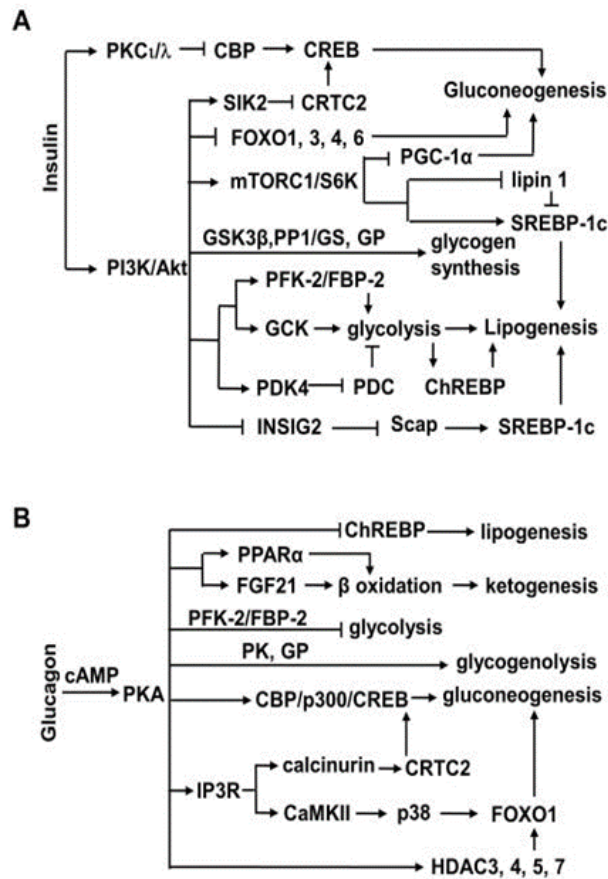 A
PKCι/λ CBP CREB
Gluconeogenesis
SIK2 CRTC2
FOXO1, 3, 4, 6
PGC-1α
mTORC1/S6K
lipin 1
SREBP-1c
Insulin
GSK3β,PP1/GS, GP
glycogen
synthesis
PI3K/Akt
PFK-2/FBP-2
GCK glycolysis Lipogenesis
PDK4 PDC ChREBP
INSIG2 Scap SREBP-1c
B
ChREBP lipogenesis
PPARα
FGF21 β oxidation ketogenesis
PFK-2/FBP-2
glycolysis
PK, GP
glycogenolysis
Glucagon
cAMP
PKA
CBP/p300/CREB gluconeogenesis
calcinurin CRTC2
IP3R
CaMKII p38 FOXO1
HDAC3, 4, 5, 7